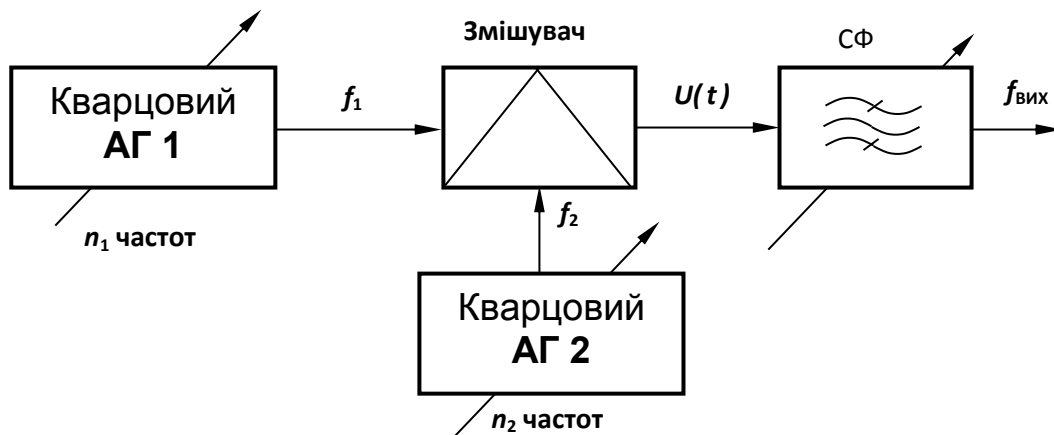 Змішувач
СФ
Кварцовий
АГ 1
f₁
U(t)
fВИХ
n₁ частот
f₂
Кварцовий
АГ 2
n₂ частот